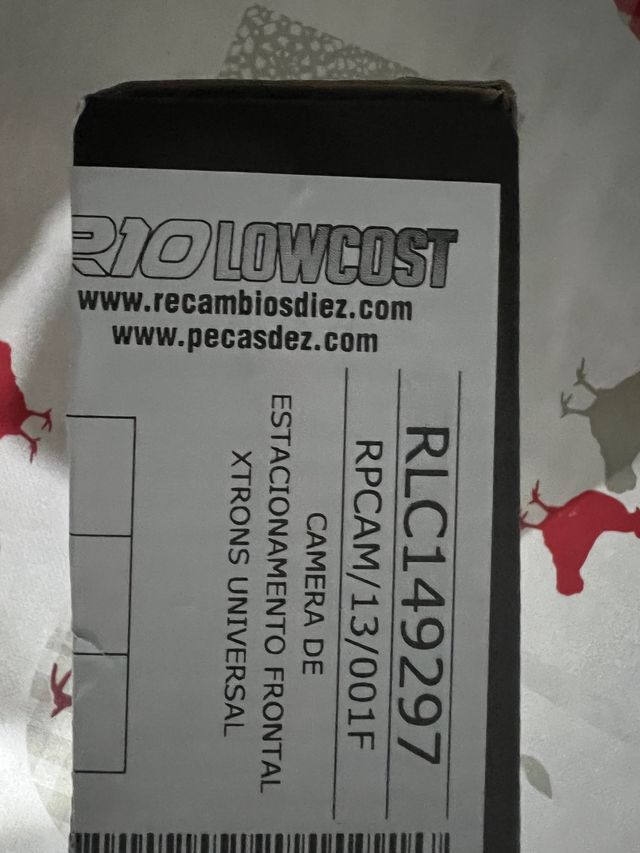 R10 LOWCOST
www.recambiosdiez.com
www.pecasdez.com
RLC149297
RPCAM/13/001F
CAMERA DE
ESTACIONAMENTO FRONTAL
XTRONS UNIVERSAL